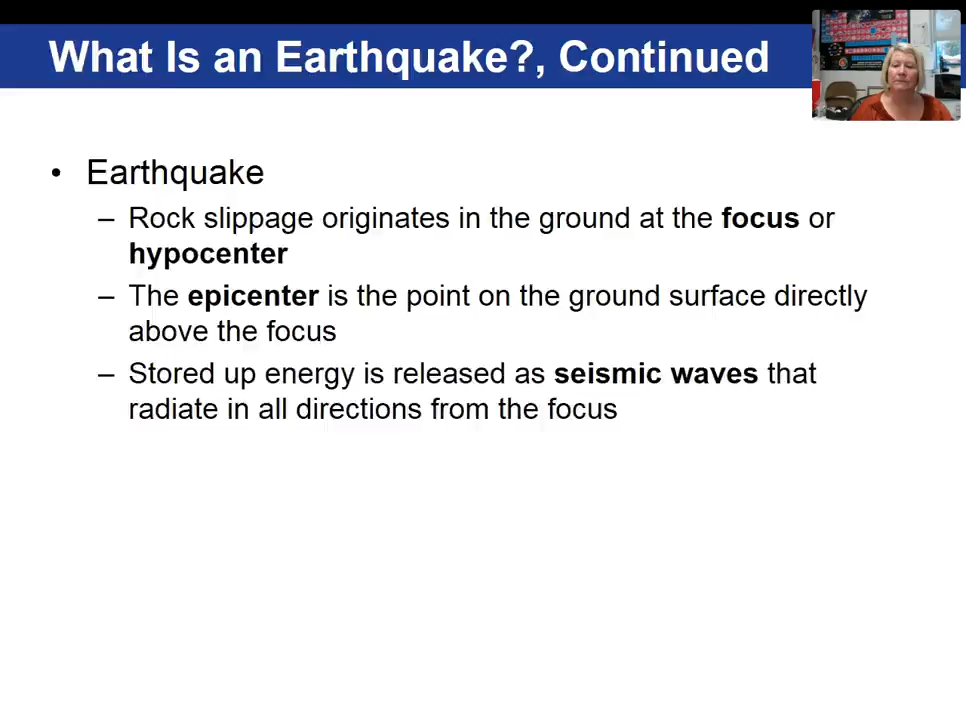 What Is an Earthquake?, Continued
• Earthquake
– Rock slippage originates in the ground at the focus or
hypocenter
– The epicenter is the point on the ground surface directly
above the focus
– Stored up energy is released as seismic waves that
radiate in all directions from the focus